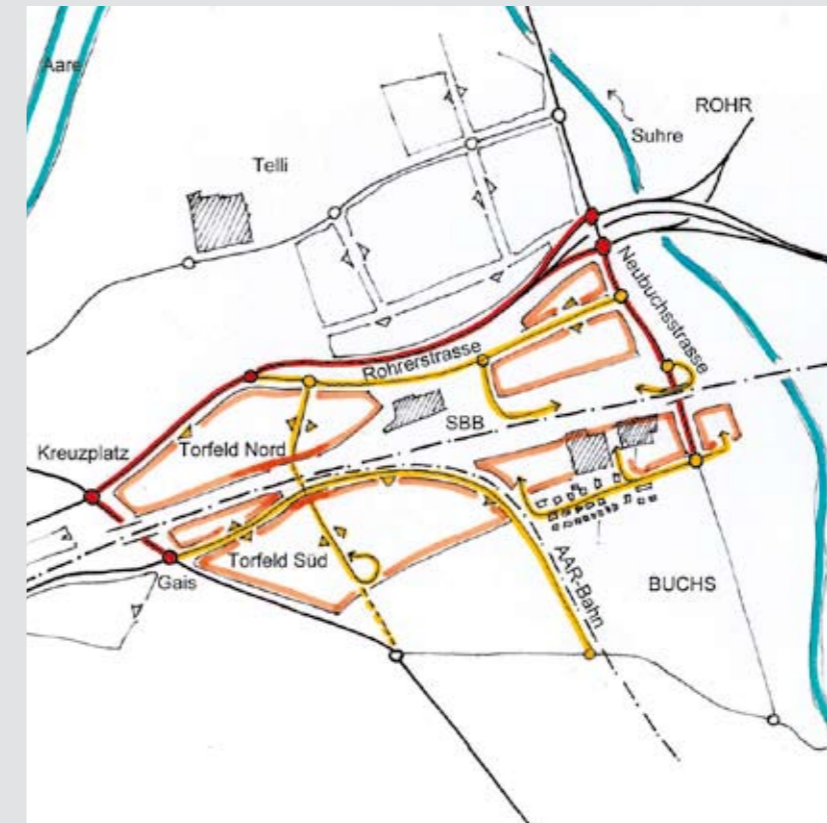 Aare
ROHR
Suhre
Telli
Neubuchsstrasse
Rohrerstrasse
SBB
Kreuzplatz
Torfeld Nord
Torfeld Süd
Gais
AAR-Bahn
BUCHS